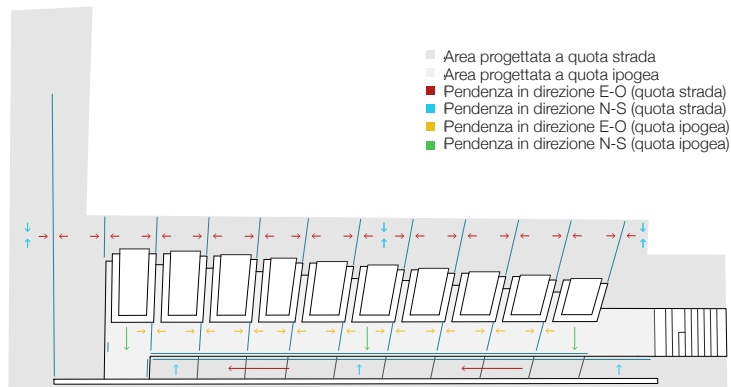 Area progettata a quota strada
Area progettata a quota ipogea
Pendenza in direzione E-O (quota strada)
Pendenza in direzione N-S (quota strada)
Pendenza in direzione E-O (quota ipogea)
Pendenza in direzione N-S (quota ipogea)